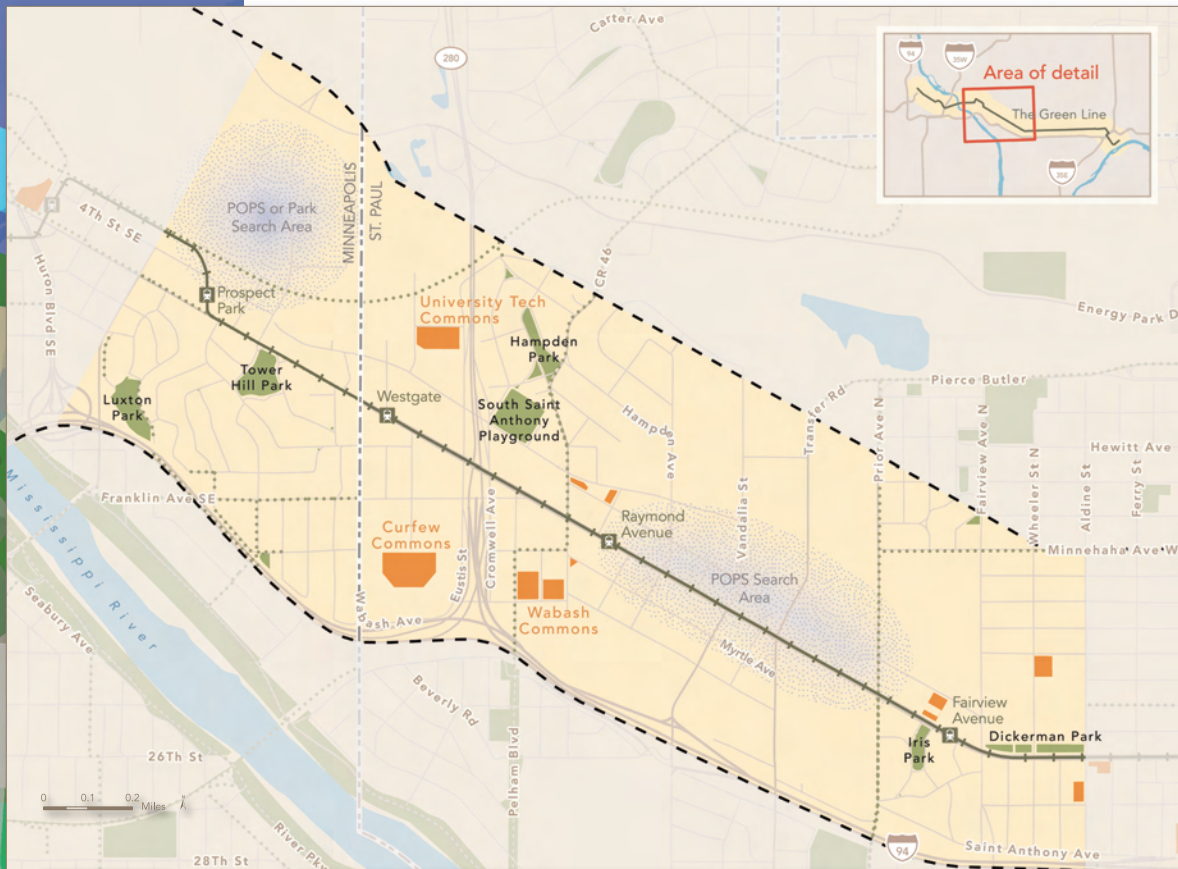 Carter Ave
280
94
35W
Area of detail
The Green Line
35E
MINNEAPOLIS
ST. PAUL
POPS or Park
Search Area
4Th St SE
Huron Blvd SE
Prospect
Park
CR-46
Energy Park D
University Tech
Commons
Hampden
Park
Tower
Hill Park
Luxton
Park
Westgate
South Saint
Anthony
Playground
Hampden Ave
Transfer Rd
Pierce Butler
Prior Ave N
Fairview Ave N
Wheeler St N
Hewitt Ave
Aldine St
Ferry St
Mississippi River
Franklin Ave SE
Curfew
Commons
Eustis St
Cromwell Ave
Raymond
Avenue
Vandalia St
Minnehaha Ave W
POPS Search
Area
Wabash Ave
Wabash
Commons
Seabury Ave
Myrtle Ave
Beverly Rd
Pelham Blvd
Fairview
Avenue
Iris
Park
Dickerman Park
26Th St
0 0.1 0.2
Miles
N
River Pkw
28Th St
94
Saint Anthony Ave